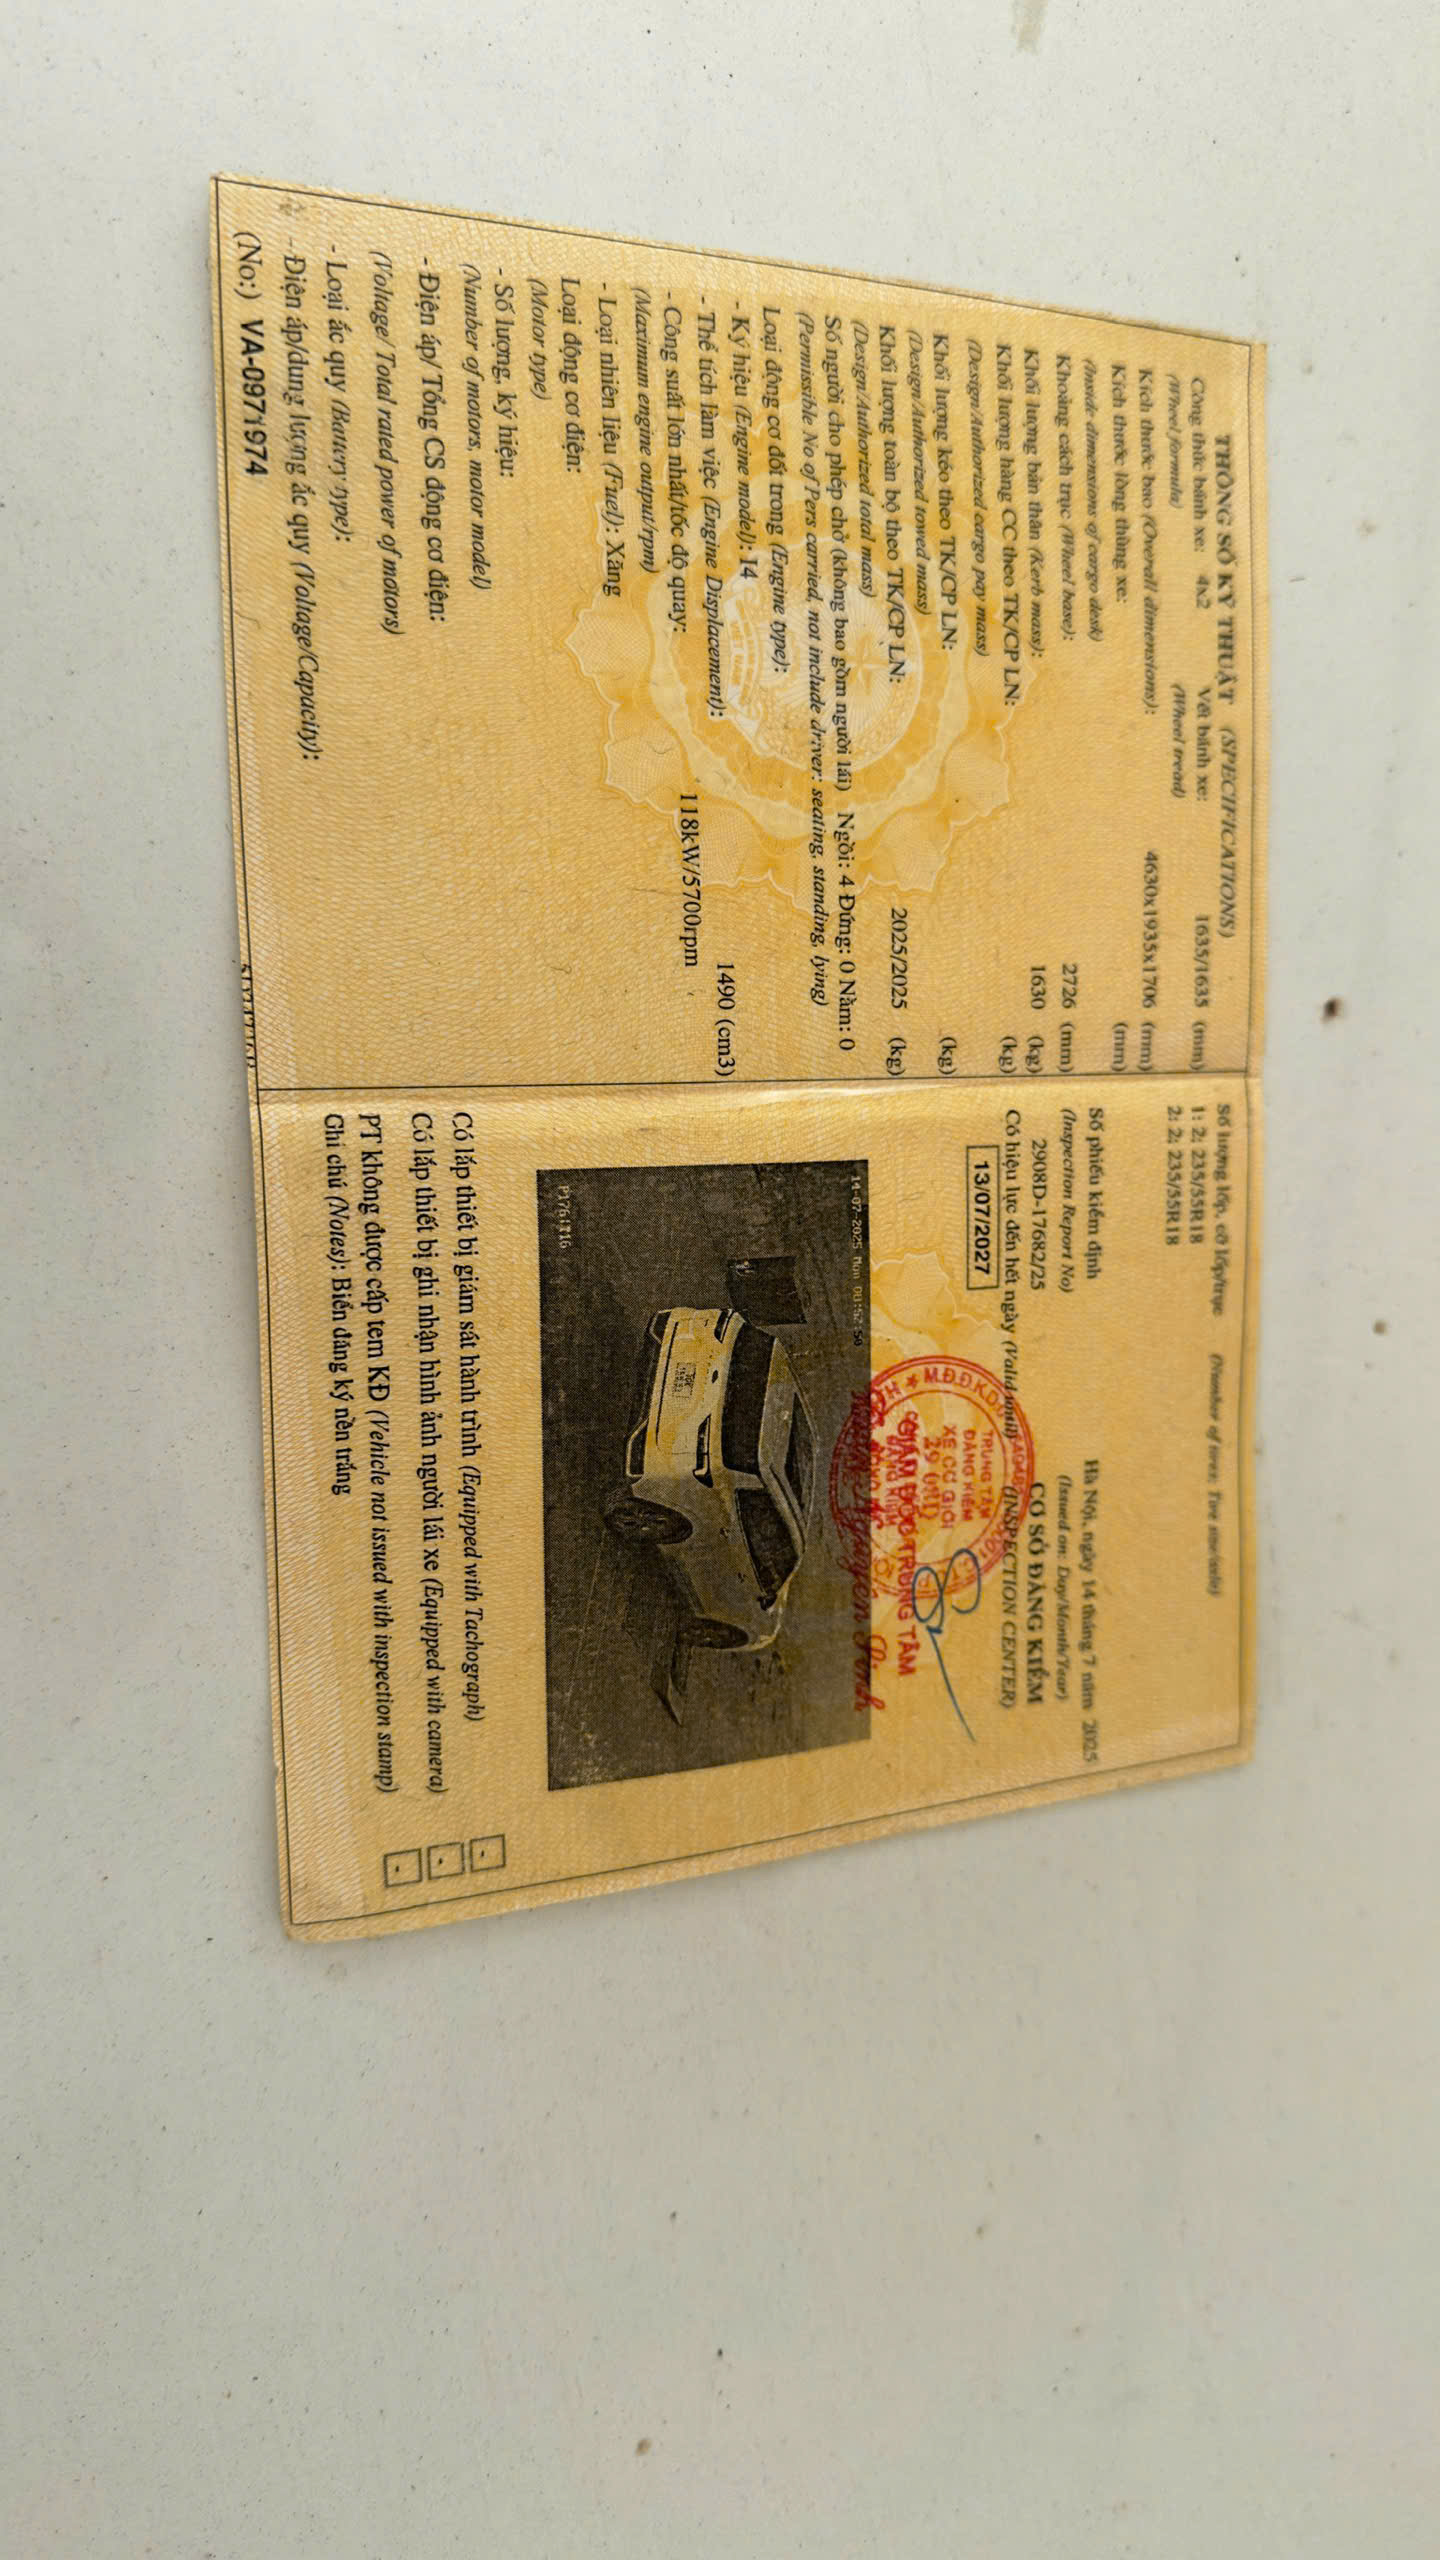 THÔNG SỐ KỸ THUẬT (SPECIFICATIONS)
Công thức bánh xe: 4x2 Vết bánh xe: 1635/1635 (mm)
(Wheel formula) (Wheel tread)
Kích thước bao (Overall dimensions): 4630x1935x1706 (mm)
Kích thước lòng thùng xe: (mm)
(Inside dimensions of cargo desk)
Khoảng cách trục (Wheel base): 2726 (mm)
Khối lượng bản thân (Kerb mass): 1630 (kg)
Khối lượng hàng CC theo TK/CP LN: (kg)
(Design/Authorized cargo pay mass)
Khối lượng kéo theo TK/CP LN: (kg)
(Design/Authorized towed mass)
Khối lượng toàn bộ theo TK/CP LN: 2025/2025 (kg)
(Design/Authorized total mass)
Số người cho phép chở (không bao gồm người lái) Ngồi: 4 Đứng: 0 Nằm: 0
(Permissible No of Pers carried, not include driver: seating, standing, lying)
Loại động cơ đốt trong (Engine type):
- Ký hiệu (Engine model): I4
- Thể tích làm việc (Engine Displacement): 1490 (cm3)
- Công suất lớn nhất/tốc độ quay: 118kW/5700rpm
(Maximum engine output/rpm)
- Loại nhiên liệu (Fuel): Xăng
Loại động cơ điện:
(Motor type)
- Số lượng, ký hiệu:
(Number of motors, motor model)
- Điện áp/ Tổng CS động cơ điện:
(Voltage/ Total rated power of motors)
- Loại ắc quy (Battery type):
- Điện áp/dung lượng ắc quy (Voltage/Capacity):
(No:) VA-0971974
Số lượng lốp, cỡ lốp/trục (Number of tires; Tire size/axle)
1: 2; 235/55R18
2: 2; 235/55R18
Số phiếu kiểm định
(Inspection Report No)
2908D-17682/25
Có hiệu lực đến hết ngày (Valid until)
13/07/2027
Hà Nội, ngày 14 tháng 7 năm 2025
(Issued on: Day/Month/Year)
CƠ SỞ ĐĂNG KIỂM
(INSPECTION CENTER)
TRUNG TÂM
ĐĂNG KIỂM
XE CƠ GIỚI
GIÁM ĐỐC TRUNG TÂM
14-07-2025 Mon 08:52:50
Có lắp thiết bị giám sát hành trình (Equipped with Tachograph) -
Có lắp thiết bị ghi nhận hình ảnh người lái xe (Equipped with camera) -
PT không được cấp tem KĐ (Vehicle not issued with inspection stamp) -
Ghi chú (Notes): Biển đăng ký nền trắng